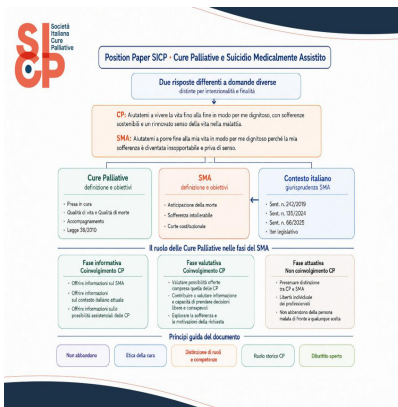 Società
Italiana
Cure
Palliative
SICP
Position Paper SICP - Cure Palliative e Suicidio Medicalmente Assistito
Due risposte differenti a domande diverse
distinte per intenzionalità e finalità
CP: Aiutatemi a vivere la vita fino alla fine in modo per me dignitoso, con sofferenze
sostenibili e un rinnovato senso della vita nella malattia.
SMA: Aiutatemi a porre fine alla mia vita in modo per me dignitoso perché la mia
sofferenza è diventata insopportabile e priva di senso.
Cure Palliative
definizione e obiettivi
• Presa in cura
• Qualità di vita e Qualità di morte
• Accompagnamento
• Legge 38/2010
SMA
definizione e obiettivi
• Anticipazione della morte
• Sofferenza intollerabile
• Corte costituzionale
Contesto italiano
giurisprudenza SMA
• Sent. n. 242/2019
• Sent. n. 135/2024
• Sent. n. 66/2025
• Iter legislativo
Il ruolo delle Cure Palliative nelle fasi del SMA
Fase informativa
Coinvolgimento CP
• Offrire informazioni sul SMA
• Offrire informazioni
sul contesto italiano attuale
• Offrire informazioni sulle
possibilità assistenziali delle CP
Fase valutativa
Coinvolgimento CP
• Valutare possibilità offerte
compresa quella delle CP
• Contribuire a valutare informazione
e capacità di prendere decisioni
libere e consapevoli
• Esplorare la sofferenza e
le motivazioni della richiesta
Fase attuativa
Non coinvolgimento CP
• Preservare distinzione
tra CP e SMA
• Libertà individuale
dei professionisti
• Non abbandono della persona
malata di fronte a qualunque scelta
Principi guida del documento
Non abbandono
Etica della cura
Distinzione di ruoli
e competenze
Ruolo storico CP
Dibattito aperto